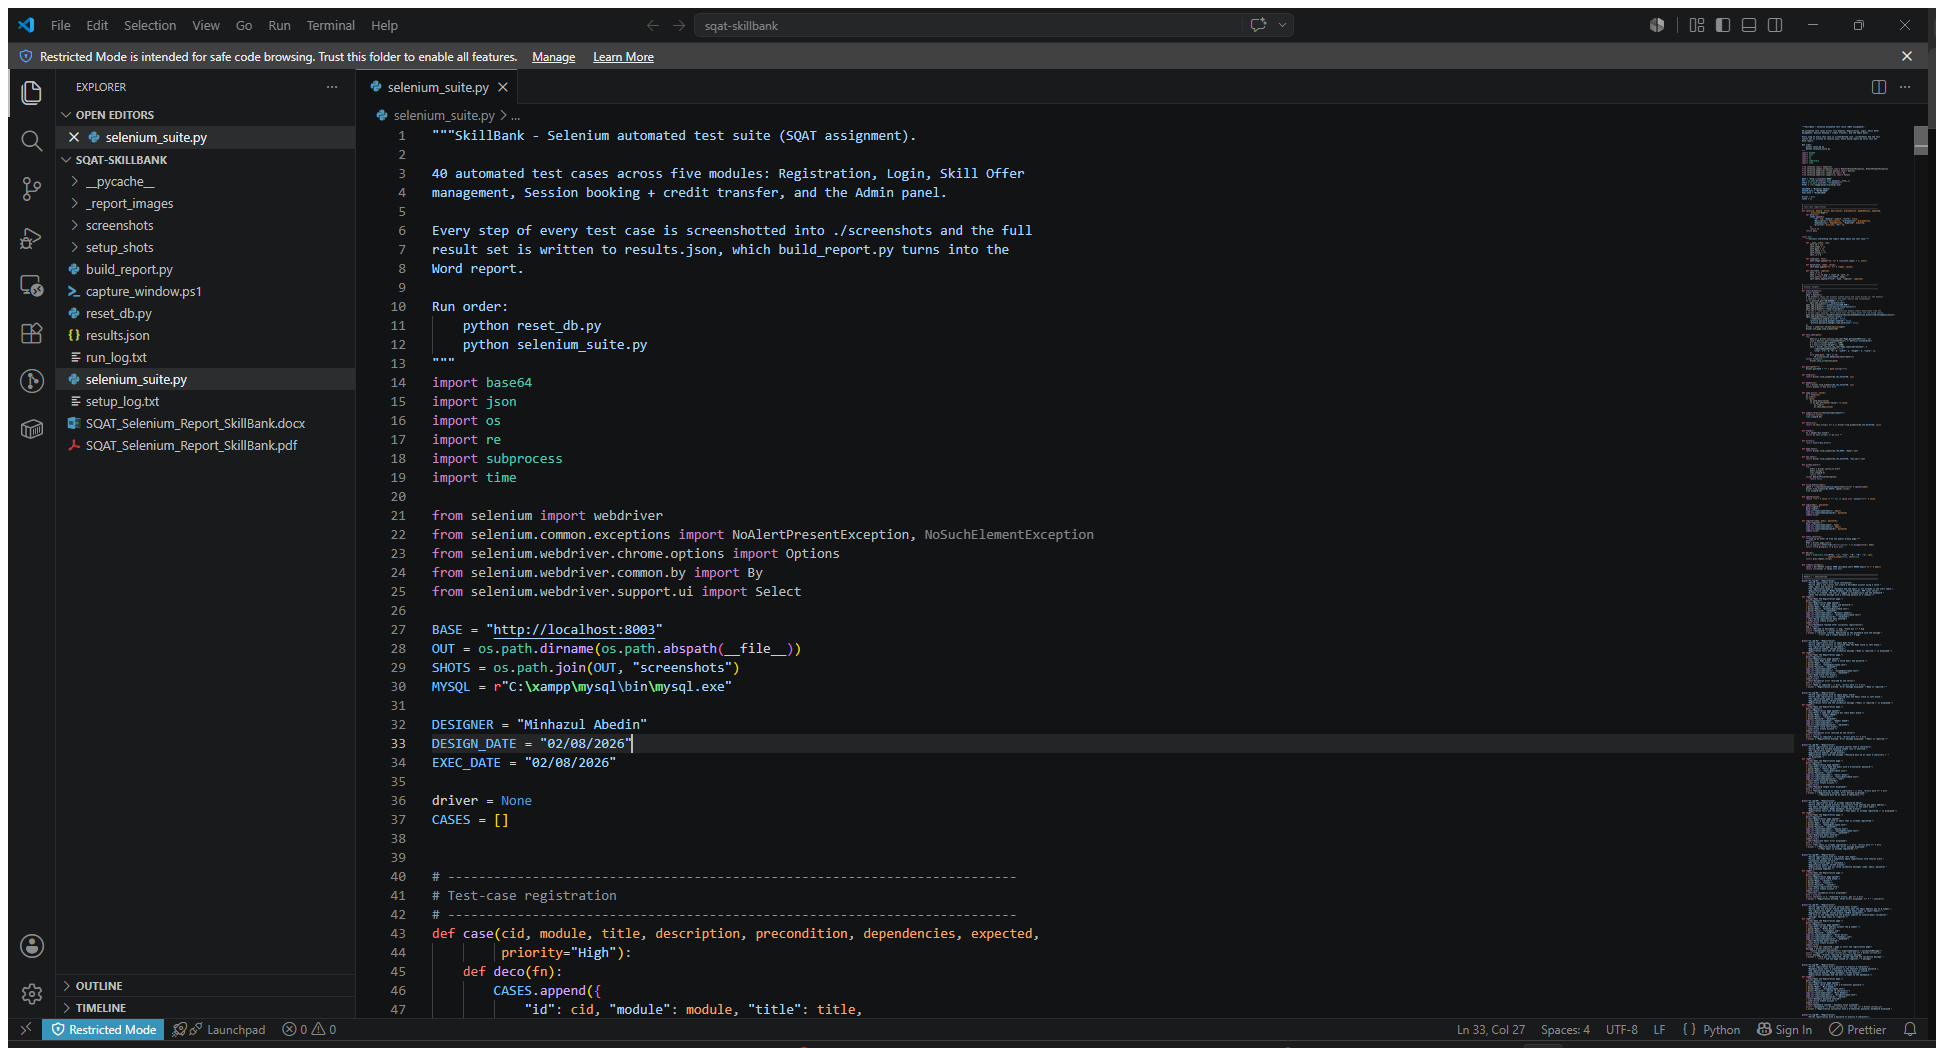 File Edit Selection View Go Run Terminal Help
sqat-skillbank
Restricted Mode is intended for safe code browsing. Trust this folder to enable all features. Manage Learn More
EXPLORER
OPEN EDITORS
selenium_suite.py
SQAT-SKILLBANK
__pycache__
_report_images
screenshots
setup_shots
build_report.py
capture_window.ps1
reset_db.py
results.json
run_log.txt
selenium_suite.py
setup_log.txt
SQAT_Selenium_Report_SkillBank.docx
SQAT_Selenium_Report_SkillBank.pdf
OUTLINE
TIMELINE
selenium_suite.py
selenium_suite.py > ...
1 """SkillBank - Selenium automated test suite (SQAT assignment).
2
3 40 automated test cases across five modules: Registration, Login, Skill Offer
4 management, Session booking + credit transfer, and the Admin panel.
5
6 Every step of every test case is screenshotted into ./screenshots and the full
7 result set is written to results.json, which build_report.py turns into the
8 Word report.
9
10 Run order:
11 python reset_db.py
12 python selenium_suite.py
13 """
14 import base64
15 import json
16 import os
17 import re
18 import subprocess
19 import time
20
21 from selenium import webdriver
22 from selenium.common.exceptions import NoAlertPresentException, NoSuchElementException
23 from selenium.webdriver.chrome.options import Options
24 from selenium.webdriver.common.by import By
25 from selenium.webdriver.support.ui import Select
26
27 BASE = "http://localhost:8003"
28 OUT = os.path.dirname(os.path.abspath(__file__))
29 SHOTS = os.path.join(OUT, "screenshots")
30 MYSQL = r"C:\xampp\mysql\bin\mysql.exe"
31
32 DESIGNER = "Minhazul Abedin"
33 DESIGN_DATE = "02/08/2026"
34 EXEC_DATE = "02/08/2026"
35
36 driver = None
37 CASES = []
38
39
40 # --------------------------------------------------------------------------
41 # Test-case registration
42 # --------------------------------------------------------------------------
43 def case(cid, module, title, description, precondition, dependencies, expected,
44 priority="High"):
45 def deco(fn):
46 CASES.append({
47 "id": cid, "module": module, "title": title,
Restricted Mode Launchpad 0 0 Ln 33, Col 27 Spaces: 4 UTF-8 LF { } Python Sign In Prettier